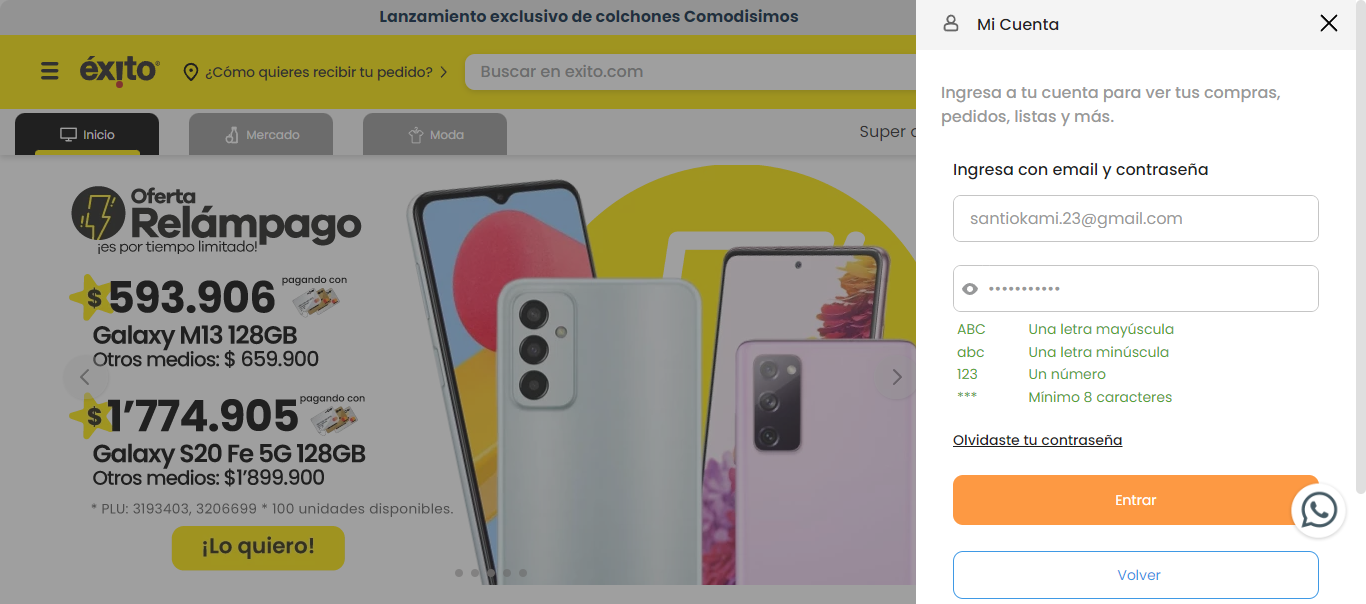 Lanzamiento exclusivo de colchones Comodisimos
éxito
¿Cómo quieres recibir tu pedido?
Buscar en exito.com
Inicio
Mercado
Moda
Super
Oferta
Relámpago
¡es por tiempo limitado!
$593.906
pagando con
Galaxy M13 128GB
Otros medios: $ 659.900
$1’774.905
pagando con
Galaxy S20 Fe 5G 128GB
Otros medios: $1’899.900
* PLU: 3193403, 3206699 * 100 unidades disponibles.
¡Lo quiero!
Mi Cuenta
Ingresa a tu cuenta para ver tus compras,
pedidos, listas y más.
Ingresa con email y contraseña
santiokami.23@gmail.com
•••••••••••
ABC Una letra mayúscula
abc Una letra minúscula
123 Un número
*** Mínimo 8 caracteres
Olvidaste tu contraseña
Entrar
Volver